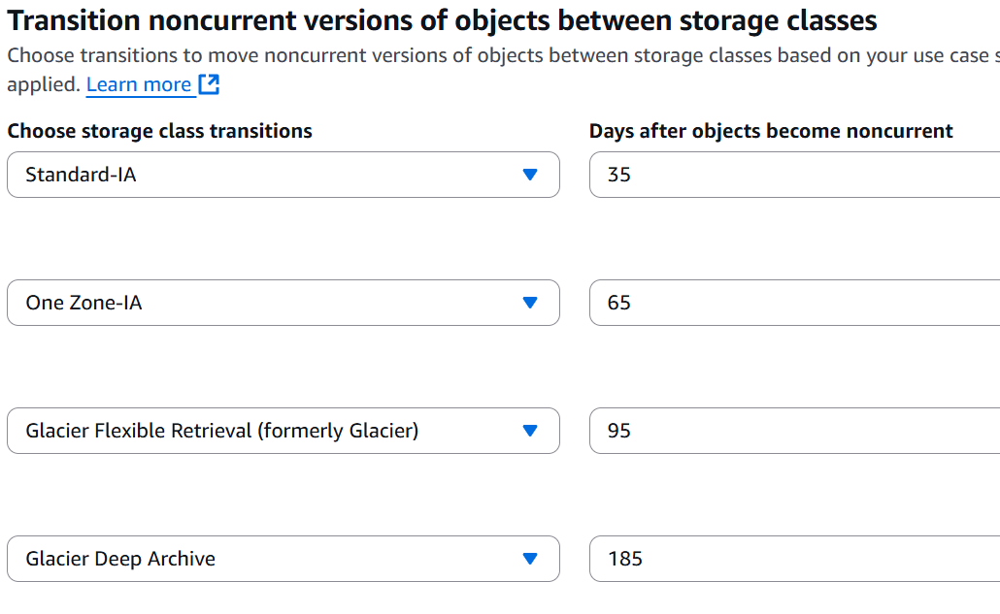 Transition noncurrent versions of objects between storage classes
Choose transitions to move noncurrent versions of objects between storage classes based on your use case
applied. Learn more
Choose storage class transitions
Days after objects become noncurrent
Standard-IA
35
One Zone-IA
65
Glacier Flexible Retrieval (formerly Glacier)
95
Glacier Deep Archive
185